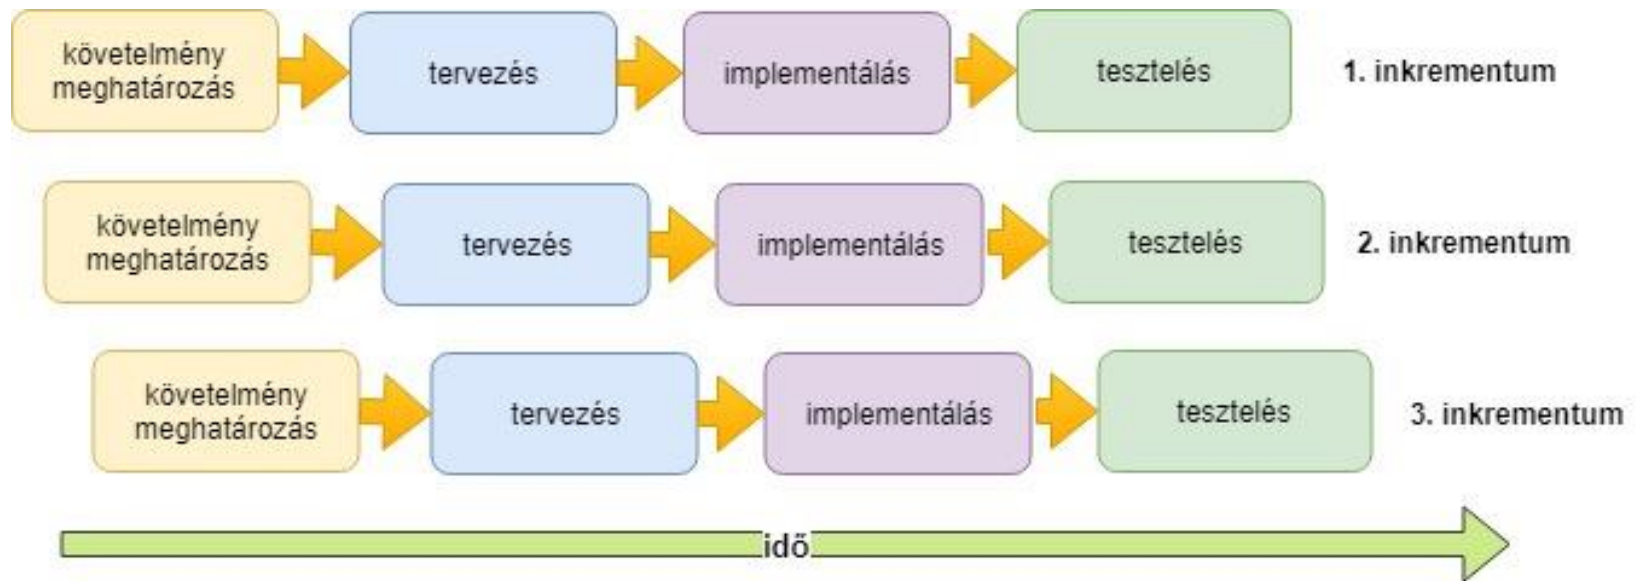 követelmény
meghatározás
tervezés
implementálás
tesztelés
1. inkrementum
követelmény
meghatározás
tervezés
implementálás
tesztelés
2. inkrementum
követelmény
meghatározás
tervezés
implementálás
tesztelés
3. inkrementum
idő